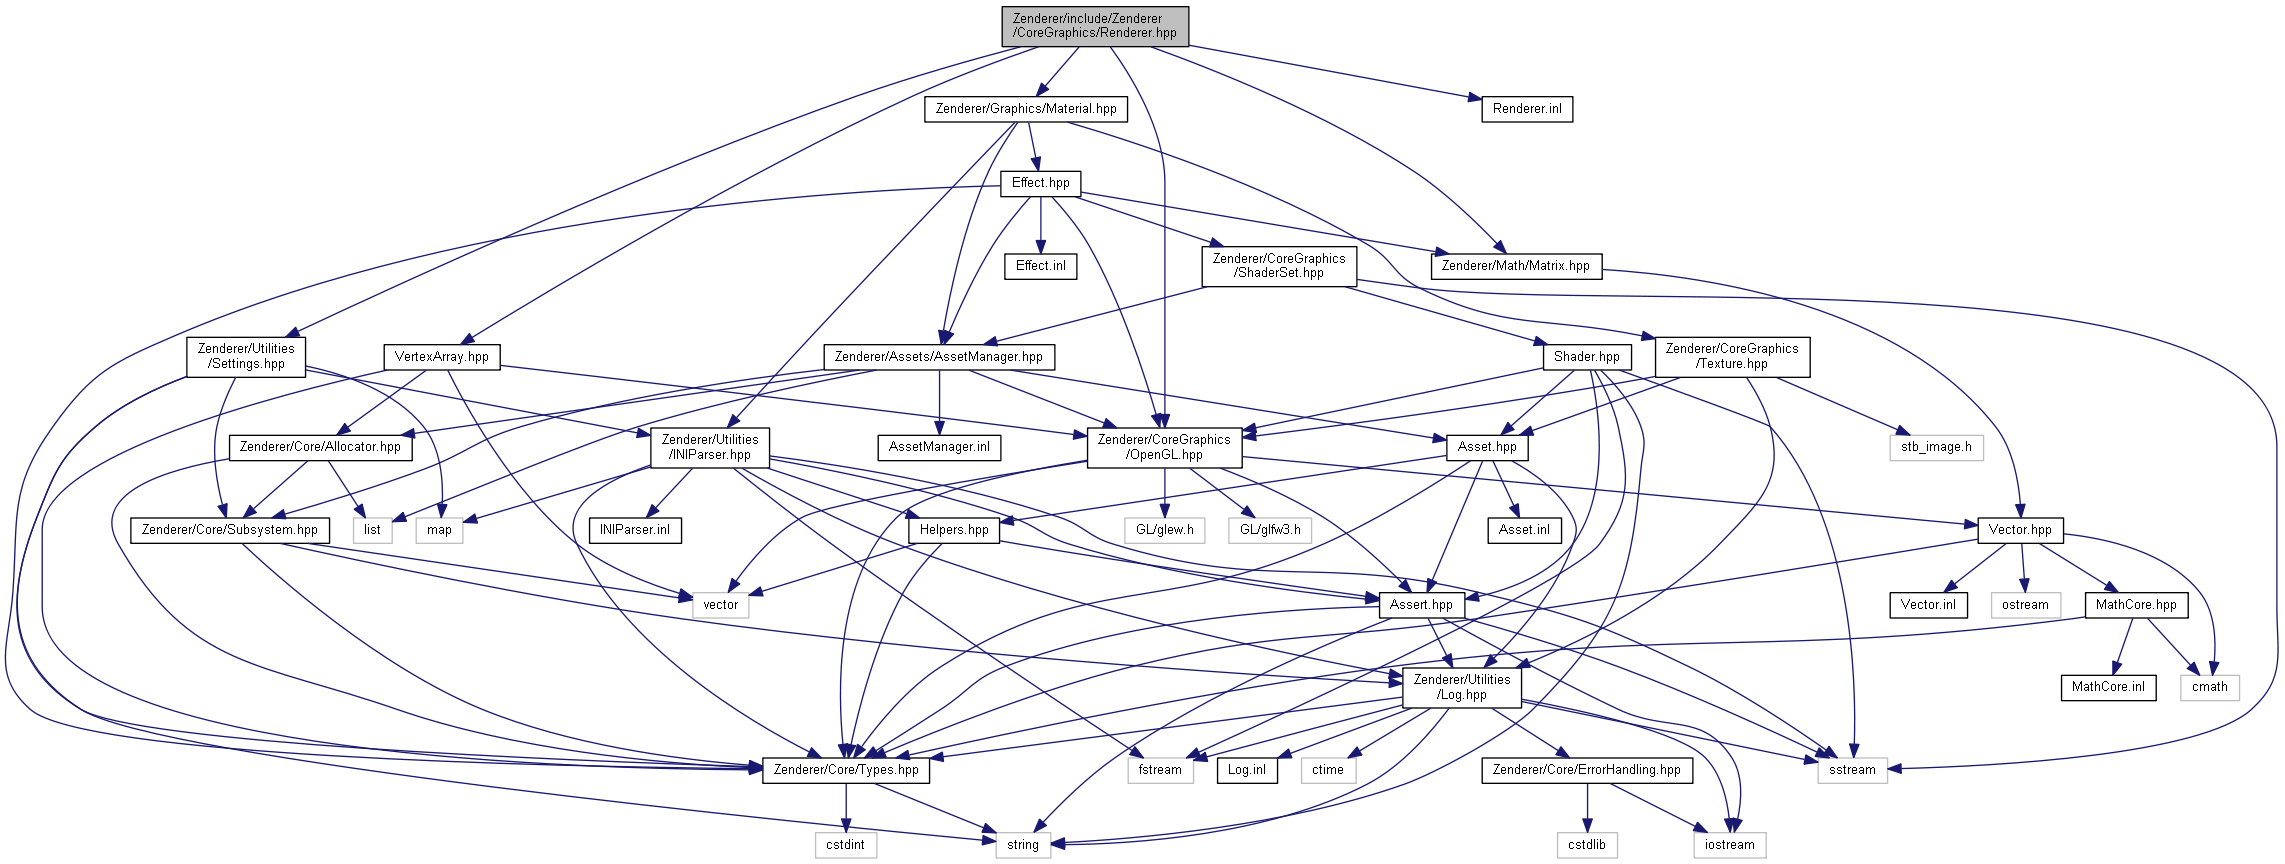 Zenderer/include/Zenderer
/CoreGraphics/Renderer.hpp
Zenderer/Graphics/Material.hpp
Renderer.inl
Effect.hpp
Effect.inl
Zenderer/CoreGraphics
/ShaderSet.hpp
Zenderer/Math/Matrix.hpp
Zenderer/Utilities
/Settings.hpp
VertexArray.hpp
Zenderer/Assets/AssetManager.hpp
Shader.hpp
Zenderer/CoreGraphics
/Texture.hpp
Zenderer/Core/Allocator.hpp
Zenderer/Utilities
/INIParser.hpp
AssetManager.inl
Zenderer/CoreGraphics
/OpenGL.hpp
Asset.hpp
stb_image.h
Zenderer/Core/Subsystem.hpp
list
map
INIParser.inl
Helpers.hpp
GL/glew.h
GL/glfw3.h
Asset.inl
Vector.hpp
vector
Assert.hpp
Vector.inl
ostream
MathCore.hpp
Zenderer/Utilities
/Log.hpp
MathCore.inl
cmath
Zenderer/Core/Types.hpp
fstream
Log.inl
ctime
Zenderer/Core/ErrorHandling.hpp
sstream
cstdint
string
cstdlib
iostream